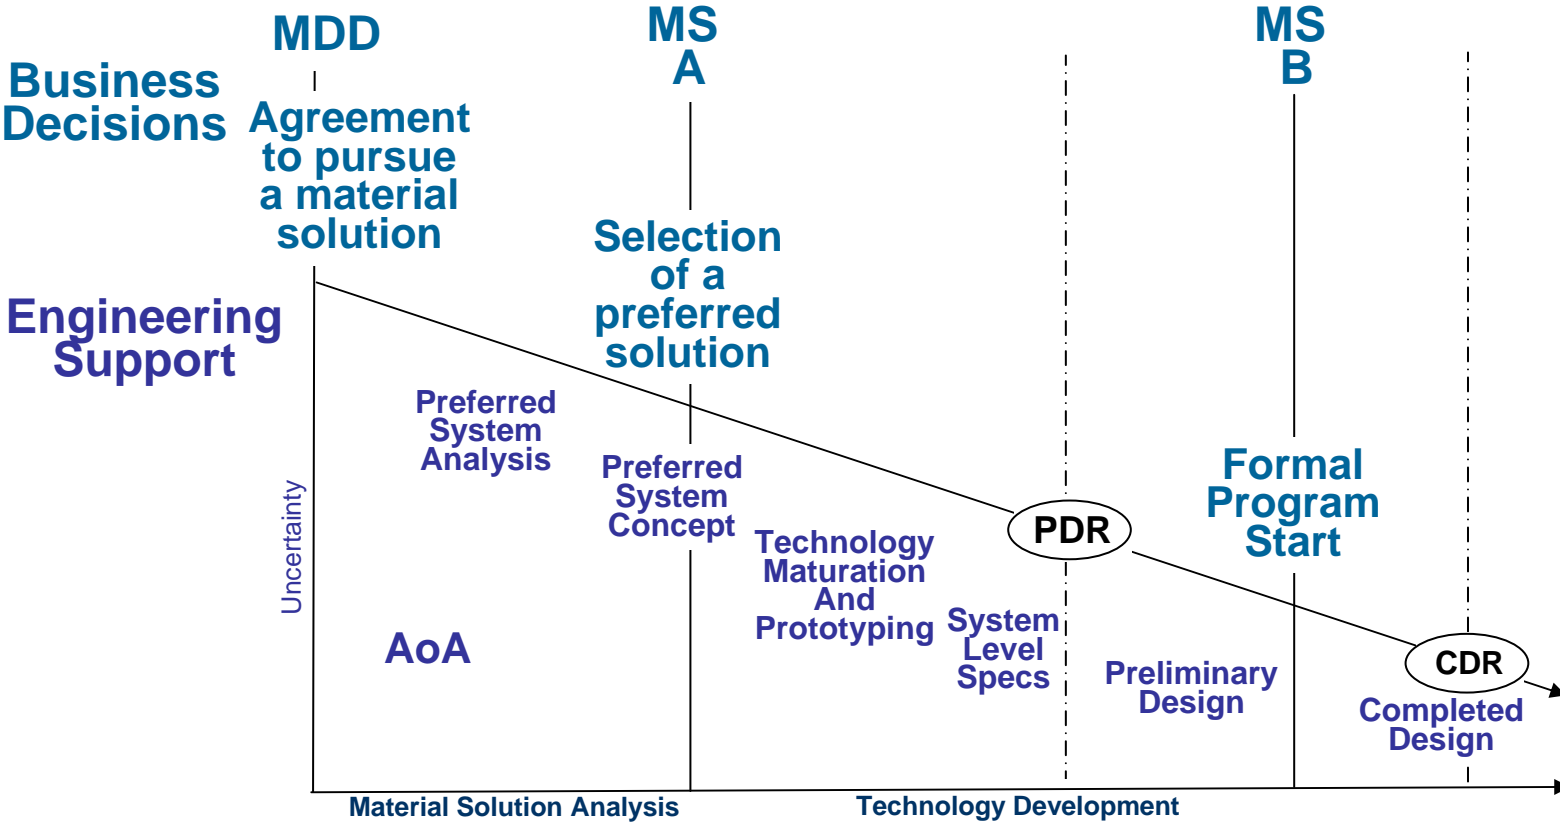 MDD
MS
A
MS
B
Business
Decisions
Agreement
to pursue
a material
solution
Selection
of a
preferred
solution
Formal
Program
Start
Engineering
Support
Uncertainty
Preferred
System
Analysis
AoA
Preferred
System
Concept
Technology
Maturation
And
Prototyping
System
Level
Specs
PDR
Preliminary
Design
CDR
Completed
Design
Material Solution Analysis
Technology Development